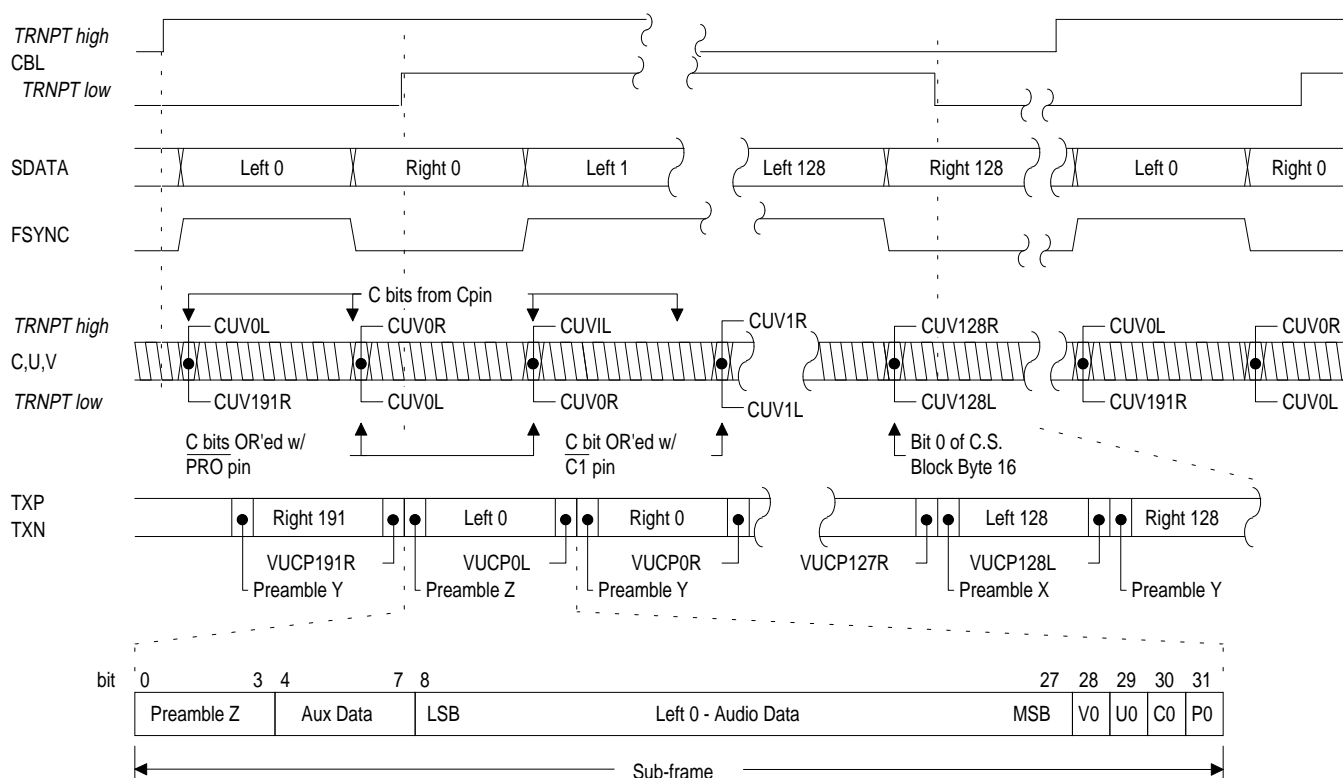 TRNPT high
CBL
TRNPT low
SDATA Left 0 Right 0 Left 1 Left 128 Right 128 Left 0 Right 0
FSYNC
C bits from Cpin
TRNPT high CUV0L CUV0R CUVIL CUV1R CUV128R CUV0L CUV0R
C,U,V
TRNPT low CUV191R CUV0L CUV0R CUV1L CUV128L CUV191R CUV0L
C bits OR'ed w/ C bit OR'ed w/ Bit 0 of C.S.
PRO pin C1 pin Block Byte 16
TXP
TXN Right 191 Left 0 Right 0 Left 128 Right 128
VUCP191R VUCP0L VUCP0R VUCP127R VUCP128L
Preamble Y Preamble Z Preamble Y Preamble X Preamble Y
bit 0 3 4 7 8 27 28 29 30 31
Preamble Z Aux Data LSB Left 0 - Audio Data MSB V0 U0 C0 P0
Sub-frame